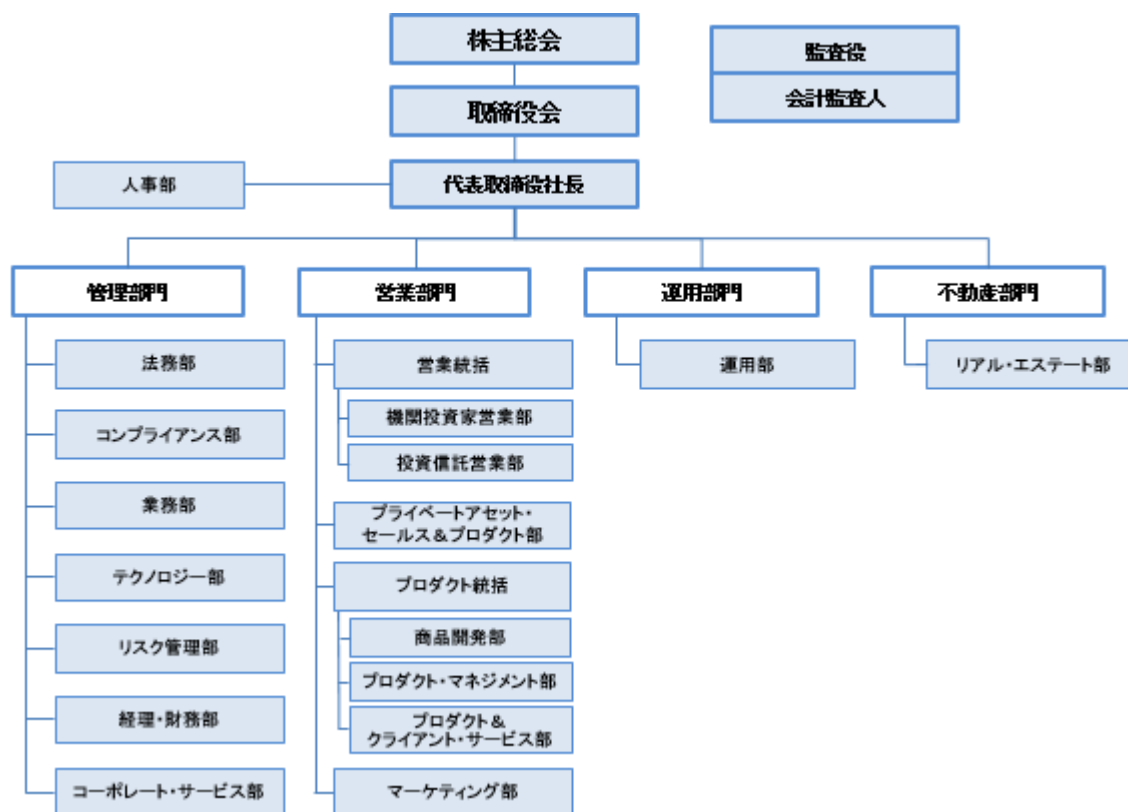 株主総会
監査役
会計監査人
取締役会
代表取締役社長
人事部
管理部門
営業部門
運用部門
不動産部門
法務部
コンプライアンス部
業務部
テクノロジー部
リスク管理部
経理・財務部
コーポレート・サービス部
営業統括
機関投資家営業部
投資信託営業部
プライベートアセット・
セールス＆プロダクト部
プロダクト統括
商品開発部
プロダクト・マネジメント部
プロダクト＆
クライアント・サービス部
マーケティング部
運用部
リアル・エステート部